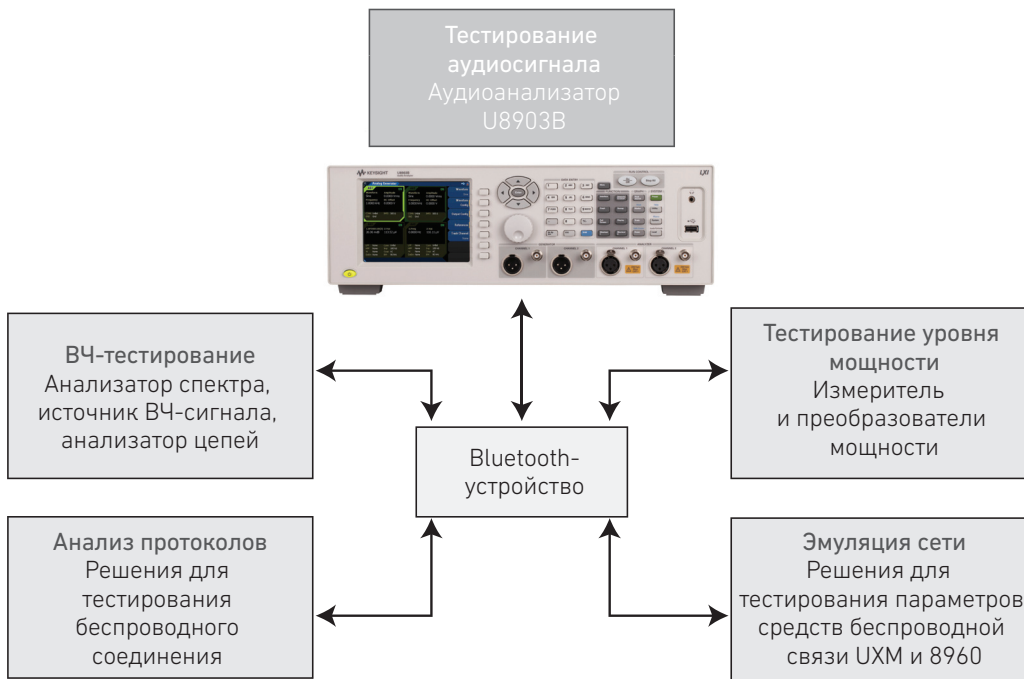 Тестирование
аудиосигнала
Аудиоанализатор
U8903B
KEYSIGHT
LXI
ВЧ-тестирование
Анализатор спектра,
источник ВЧ-сигнала,
анализатор цепей
Тестирование уровня
мощности
Измеритель
и преобразователи
мощности
Bluetooth-
устройство
Анализ протоколов
Решения для
тестирования
беспроводного
соединения
Эмуляция сети
Решения для
тестирования параметров
средств беспроводной
связи UXM и 8960